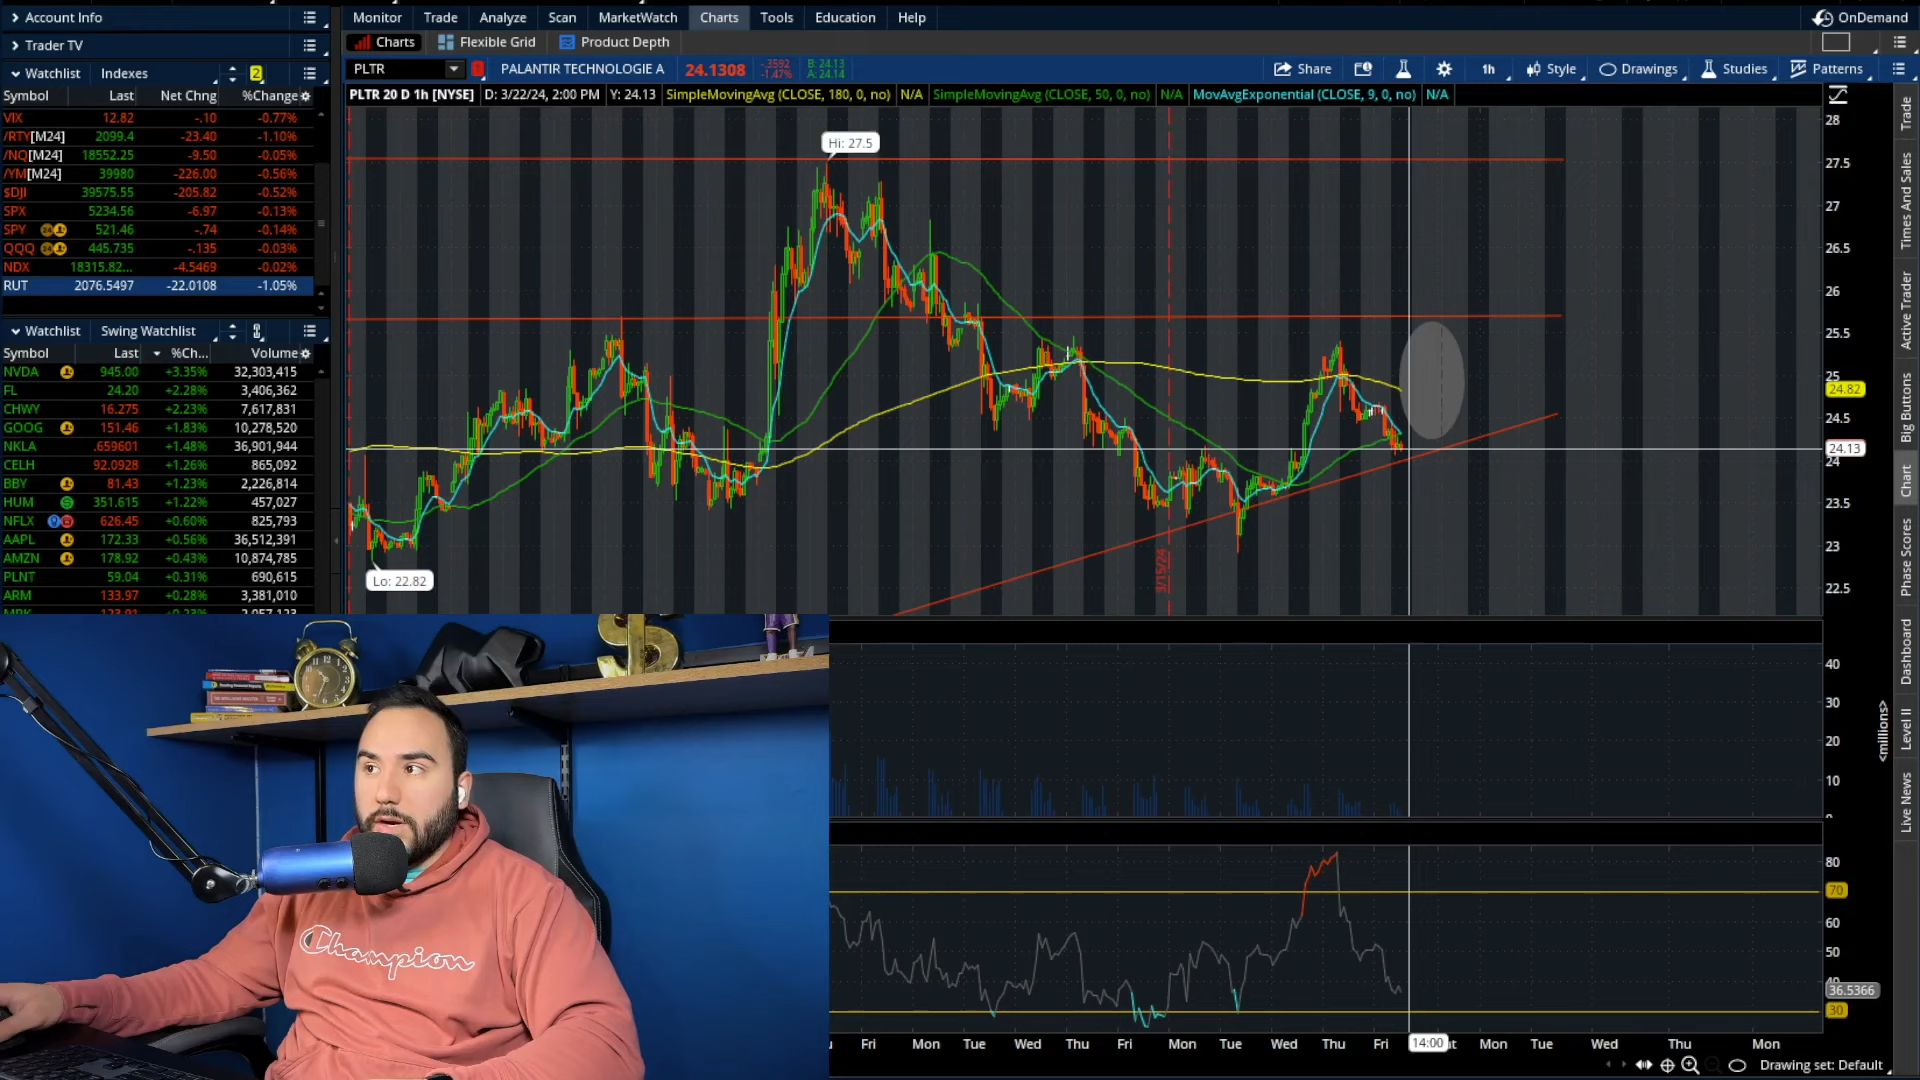 Account Info
Monitor Trade Analyze Scan MarketWatch Charts Tools Education Help
OnDemand
Trader TV
Charts Flexible Grid Product Depth
Watchlist Indexes 2
PLTR PALANTIR TECHNOLOGIE A 24.1308 -.3592 -1.47% B: 24.13 A: 24.14
Share 1h Style Drawings Studies Patterns
PLTR 20 D 1h [NYSE] D: 3/22/24, 2:00 PM Y: 24.13 SimpleMovingAvg (CLOSE, 180, 0, no) N/A SimpleMovingAvg (CLOSE, 50, 0, no) N/A MovAvgExponential (CLOSE, 9, 0, no) N/A
Symbol Last Net Chng %Change
VIX 12.82 -.10 -0.77%
/RTY[M24] 2099.4 -23.40 -1.10%
/NQ[M24] 18552.25 -9.50 -0.05%
/YM[M24] 39980 -226.00 -0.56%
$DJI 39575.55 -205.82 -0.52%
SPX 5234.56 -6.97 -0.13%
SPY 521.46 -.74 -0.14%
QQQ 445.735 -.135 -0.03%
NDX 18315.82... -4.5469 -0.02%
RUT 2076.5497 -22.0108 -1.05%
Watchlist Swing Watchlist
Symbol Last %Ch... Volume
NVDA 945.00 +3.35% 32,303,415
FL 24.20 +2.28% 3,406,362
CHWY 16.275 +2.23% 7,617,831
GOOG 151.46 +1.83% 10,278,520
NKLA .659601 +1.48% 36,901,944
CELH 92.0928 +1.26% 865,092
BBY 81.43 +1.23% 2,226,814
HUM 351.615 +1.22% 457,027
NFLX 626.45 +0.60% 825,793
AAPL 172.33 +0.56% 36,512,391
AMZN 178.92 +0.43% 10,874,785
PLNT 59.04 +0.31% 690,615
ARM 133.97 +0.28% 3,381,010
Hi: 27.5
Lo: 22.82
3/15/24
28
27.5
27
26.5
26
25.5
25
24.82
24.5
24.13
24
23.5
23
22.5
40
30
20
10
<millions>
80
70
60
50
40
36.5366
30
Fri Mon Tue Wed Thu Fri Mon Tue Wed Thu Fri 14:00 Mon Tue Wed Thu Mon
Drawing set: Default
Trade
Times And Sales
Active Trader
Big Buttons
Chart
Phase Scores
Dashboard
Level II
Live News
Champion